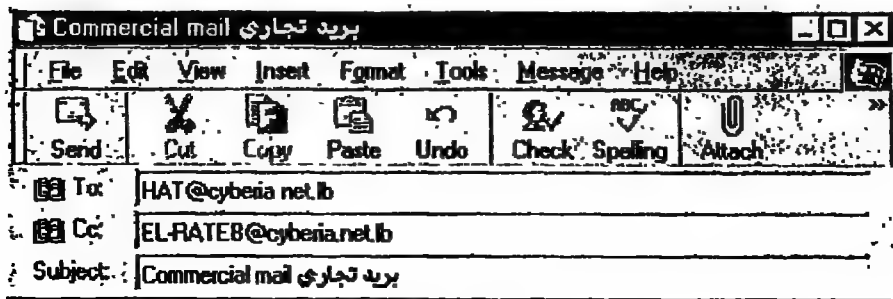 Commercial mail بريد تجاري
File Edit View Insert Format Tools Message Help
Send Cut Copy Paste Undo Check Spelling Attach »
To: HAT@cyberia.net.lb
Cc: EL-RATEB@cyberia.net.lb
Subject: Commercial mail بريد تجاري